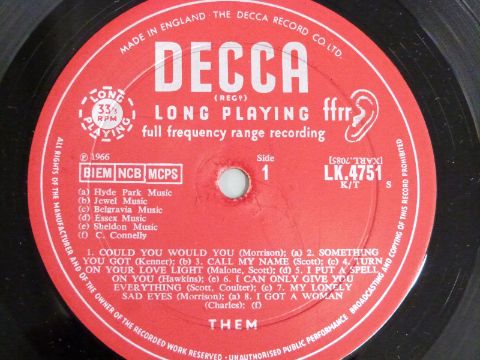 MADE IN ENGLAND · THE DECCA RECORD CO. LTD.
DECCA
(REGD)
LONG PLAYING 33⅓ RPM
LONG PLAYING ffrr
full frequency range recording
(XARL.7085)
℗ 1966
BIEM NCB MCPS
Side
1
LK.4751
K/T S
(a) Hyde Park Music
(b) Jewel Music
(c) Belgravia Music
(d) Essex Music
(e) Sheldon Music
(f) C. Connelly
1. COULD YOU WOULD YOU (Morrison); (a) 2. SOMETHING
YOU GOT (Kenner); (b) 3. CALL MY NAME (Scott); (c) 4. TURN
ON YOUR LOVE LIGHT (Malone, Scott); (d) 5. I PUT A SPELL
ON YOU (Hawkins); (e) 6. I CAN ONLY GIVE YOU
EVERYTHING (Scott, Coulter); (c) 7. MY LONELY
SAD EYES (Morrison); (a) 8. I GOT A WOMAN
(Charles); (f)
THEM
ALL RIGHTS OF THE MANUFACTURER AND OF THE OWNER OF THE RECORDED WORK RESERVED - UNAUTHORISED PUBLIC PERFORMANCE BROADCASTING AND COPYING OF THIS RECORD PROHIBITED